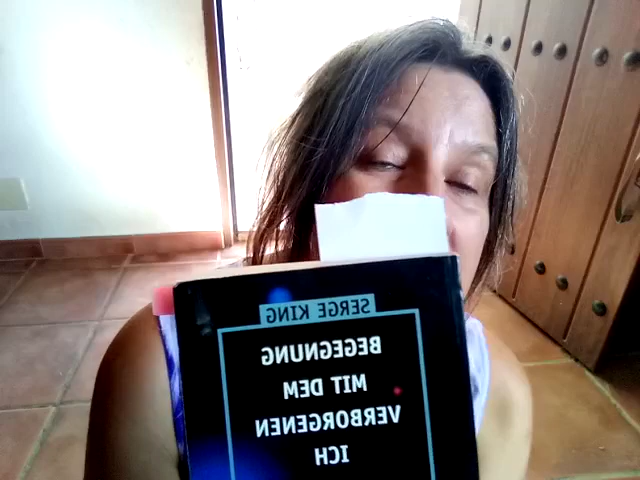 SERGE KING
BEGEGNUNG
MIT DEM
VERBORGENEN
ICH